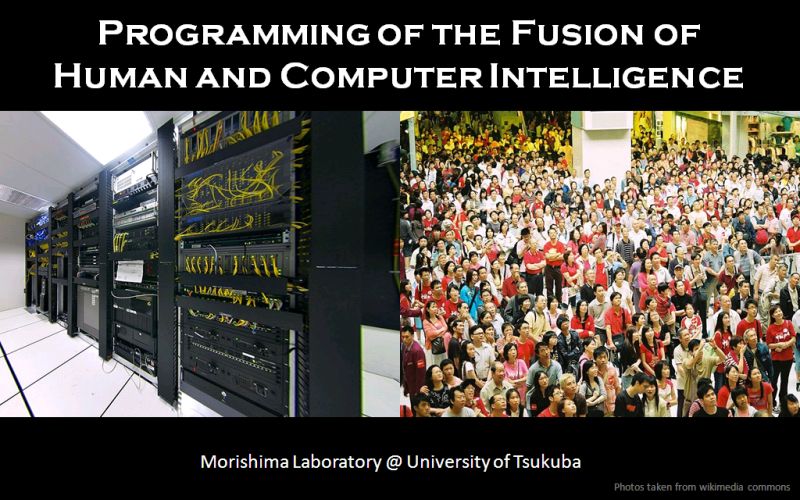 Programming of the Fusion of
Human and Computer Intelligence
Morishima Laboratory @ University of Tsukuba
Photos taken from wikimedia commons